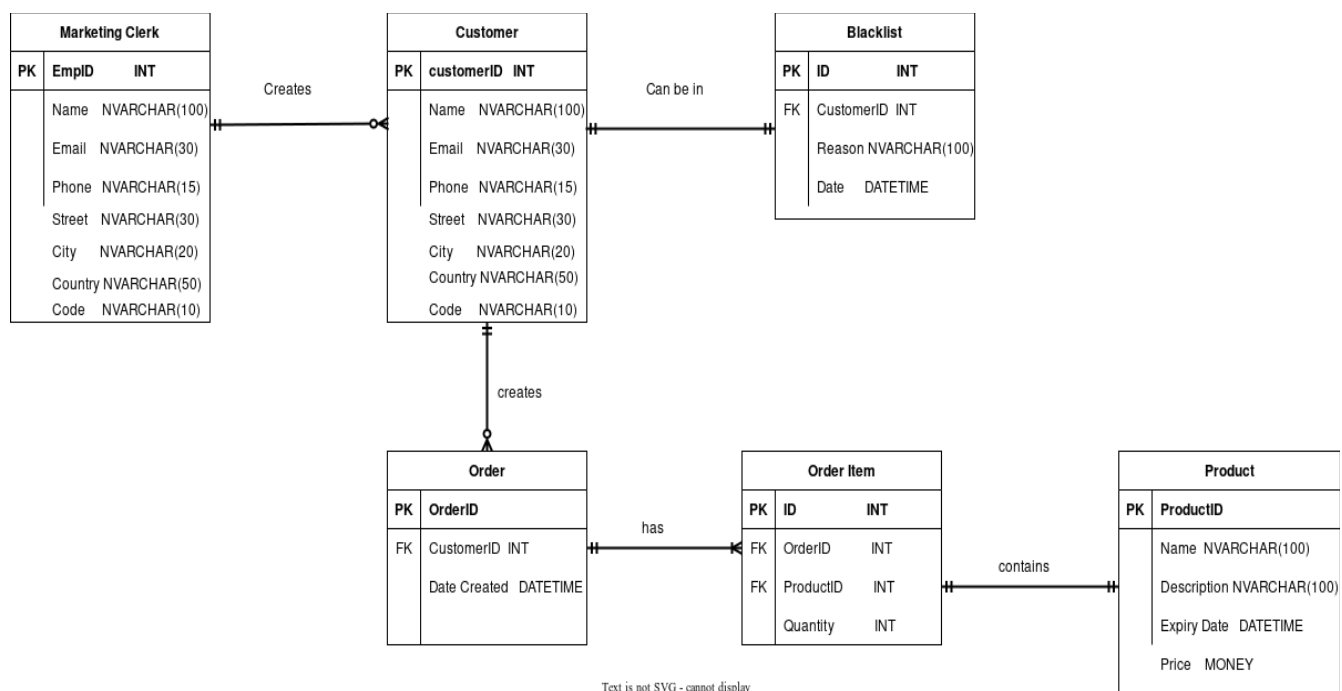 Marketing Clerk
PK EmpID INT
Name NVARCHAR(100)
Email NVARCHAR(30)
Phone NVARCHAR(15)
Street NVARCHAR(30)
City NVARCHAR(20)
Country NVARCHAR(50)
Code NVARCHAR(10)
Creates
Customer
PK customerID INT
Name NVARCHAR(100)
Email NVARCHAR(30)
Phone NVARCHAR(15)
Street NVARCHAR(30)
City NVARCHAR(20)
Country NVARCHAR(50)
Code NVARCHAR(10)
Can be in
Blacklist
PK ID INT
FK CustomerID INT
Reason NVARCHAR(100)
Date DATETIME
creates
Order
PK OrderID
FK CustomerID INT
Date Created DATETIME
has
Order Item
PK ID INT
FK OrderID INT
FK ProductID INT
Quantity INT
contains
Product
PK ProductID
Name NVARCHAR(100)
Description NVARCHAR(100)
Expiry Date DATETIME
Price MONEY
Text is not SVG - cannot display